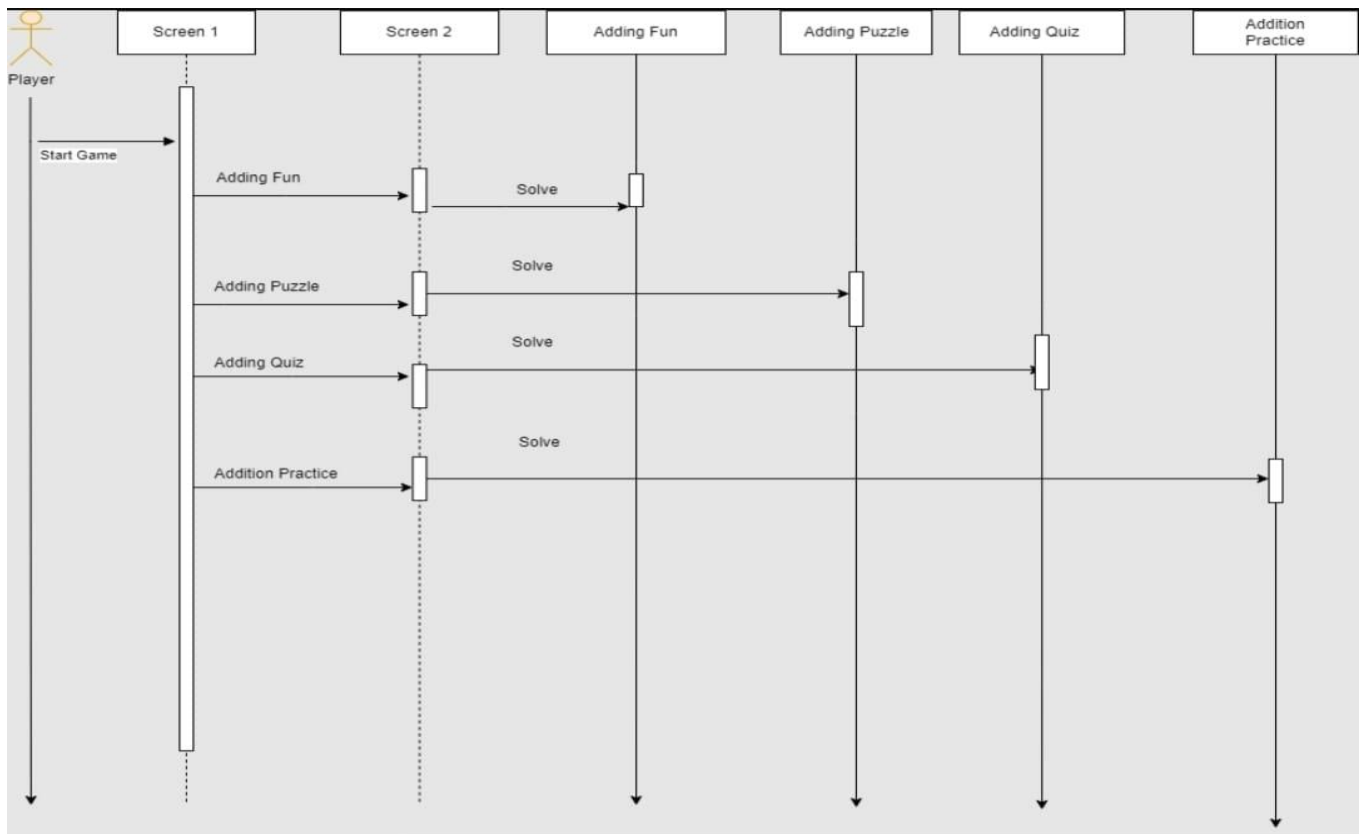 Screen 1
Screen 2
Adding Fun
Adding Puzzle
Adding Quiz
Addition
Practice
Player
Start Game
Adding Fun
Solve
Adding Puzzle
Solve
Adding Quiz
Solve
Addition Practice
Solve